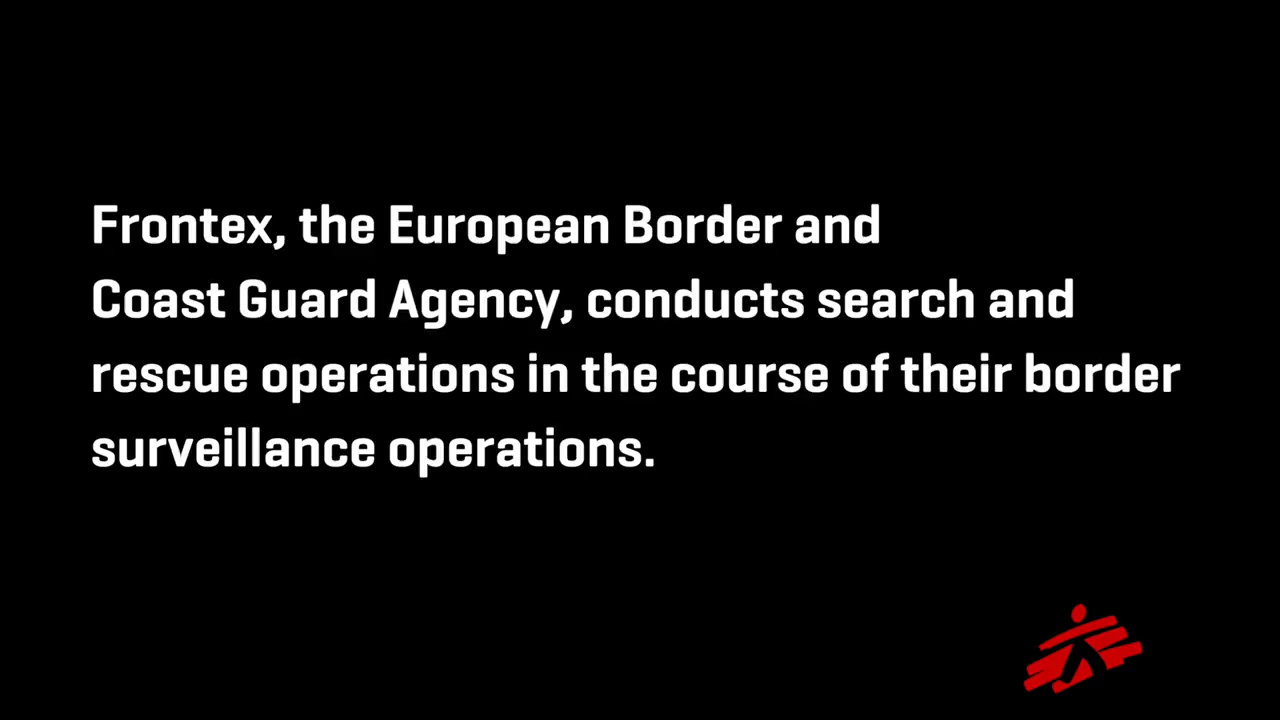 Frontex, the European Border and
Coast Guard Agency, conducts search and
rescue operations in the course of their border
surveillance operations.